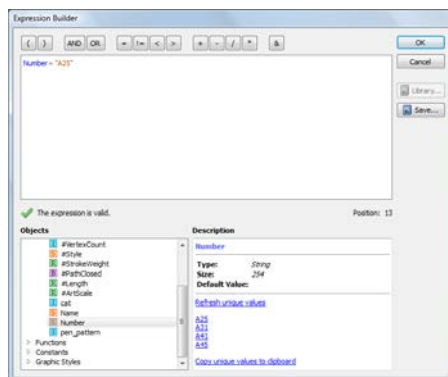 Expression Builder
( ) AND OR = != < > + - / * &
OK
Cancel
Library...
Save...
Number = "A25"
The expression is valid.
Position: 13
Objects
#VertexCount
#Style
#StrokeWeight
#PathClosed
#Length
#ArtScale
cat
Name
Number
pen_pattern
Functions
Constants
Graphic Styles
Description
Number
Type: String
Size: 254
Default Value:
Refresh unique values
A25
A31
A41
A45
Copy unique values to clipboard